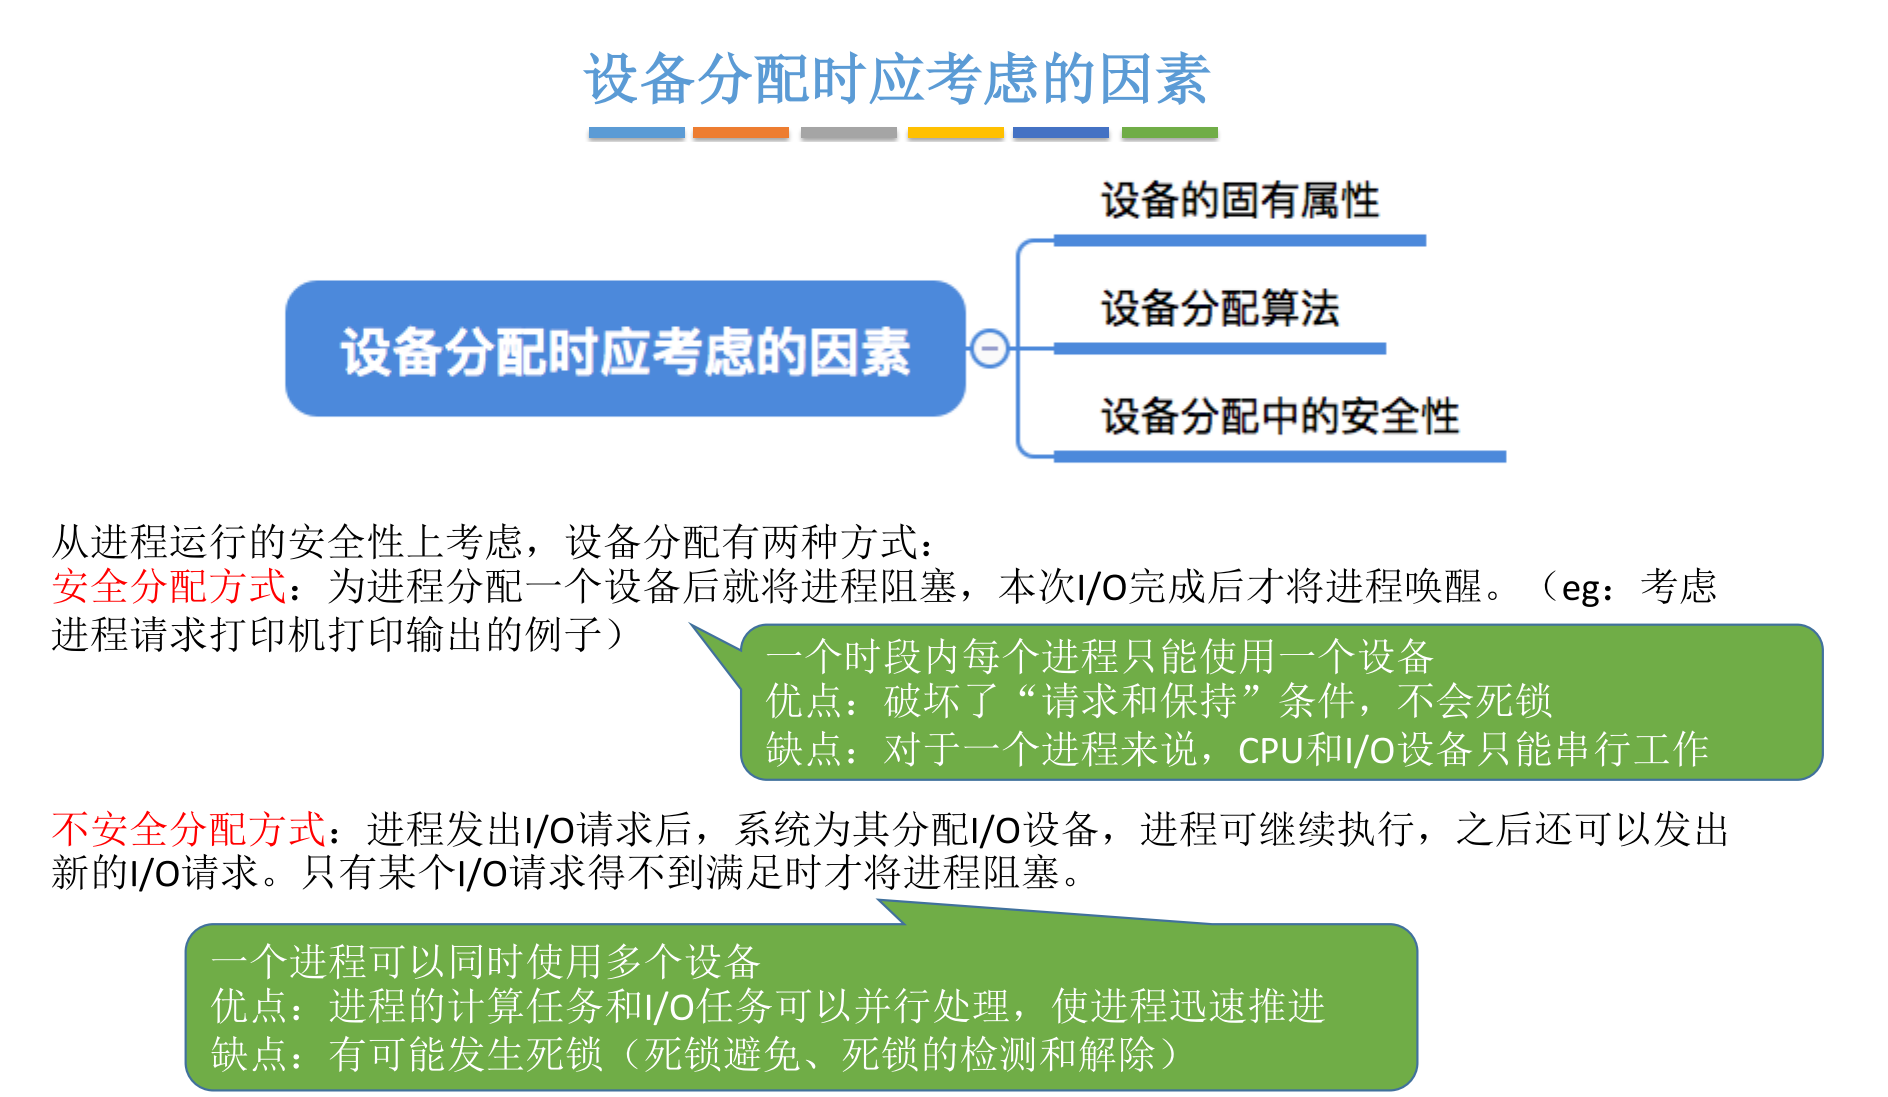 设备分配时应考虑的因素
设备分配时应考虑的因素
设备的固有属性
设备分配算法
设备分配中的安全性
从进程运行的安全性上考虑，设备分配有两种方式：
安全分配方式：为进程分配一个设备后就将进程阻塞，本次I/O完成后才将进程唤醒。（eg：考虑
进程请求打印机打印输出的例子）
一个时段内每个进程只能使用一个设备
优点：破坏了“请求和保持”条件，不会死锁
缺点：对于一个进程来说，CPU和I/O设备只能串行工作
不安全分配方式：进程发出I/O请求后，系统为其分配I/O设备，进程可继续执行，之后还可以发出
新的I/O请求。只有某个I/O请求得不到满足时才将进程阻塞。
一个进程可以同时使用多个设备
优点：进程的计算任务和I/O任务可以并行处理，使进程迅速推进
缺点：有可能发生死锁（死锁避免、死锁的检测和解除）